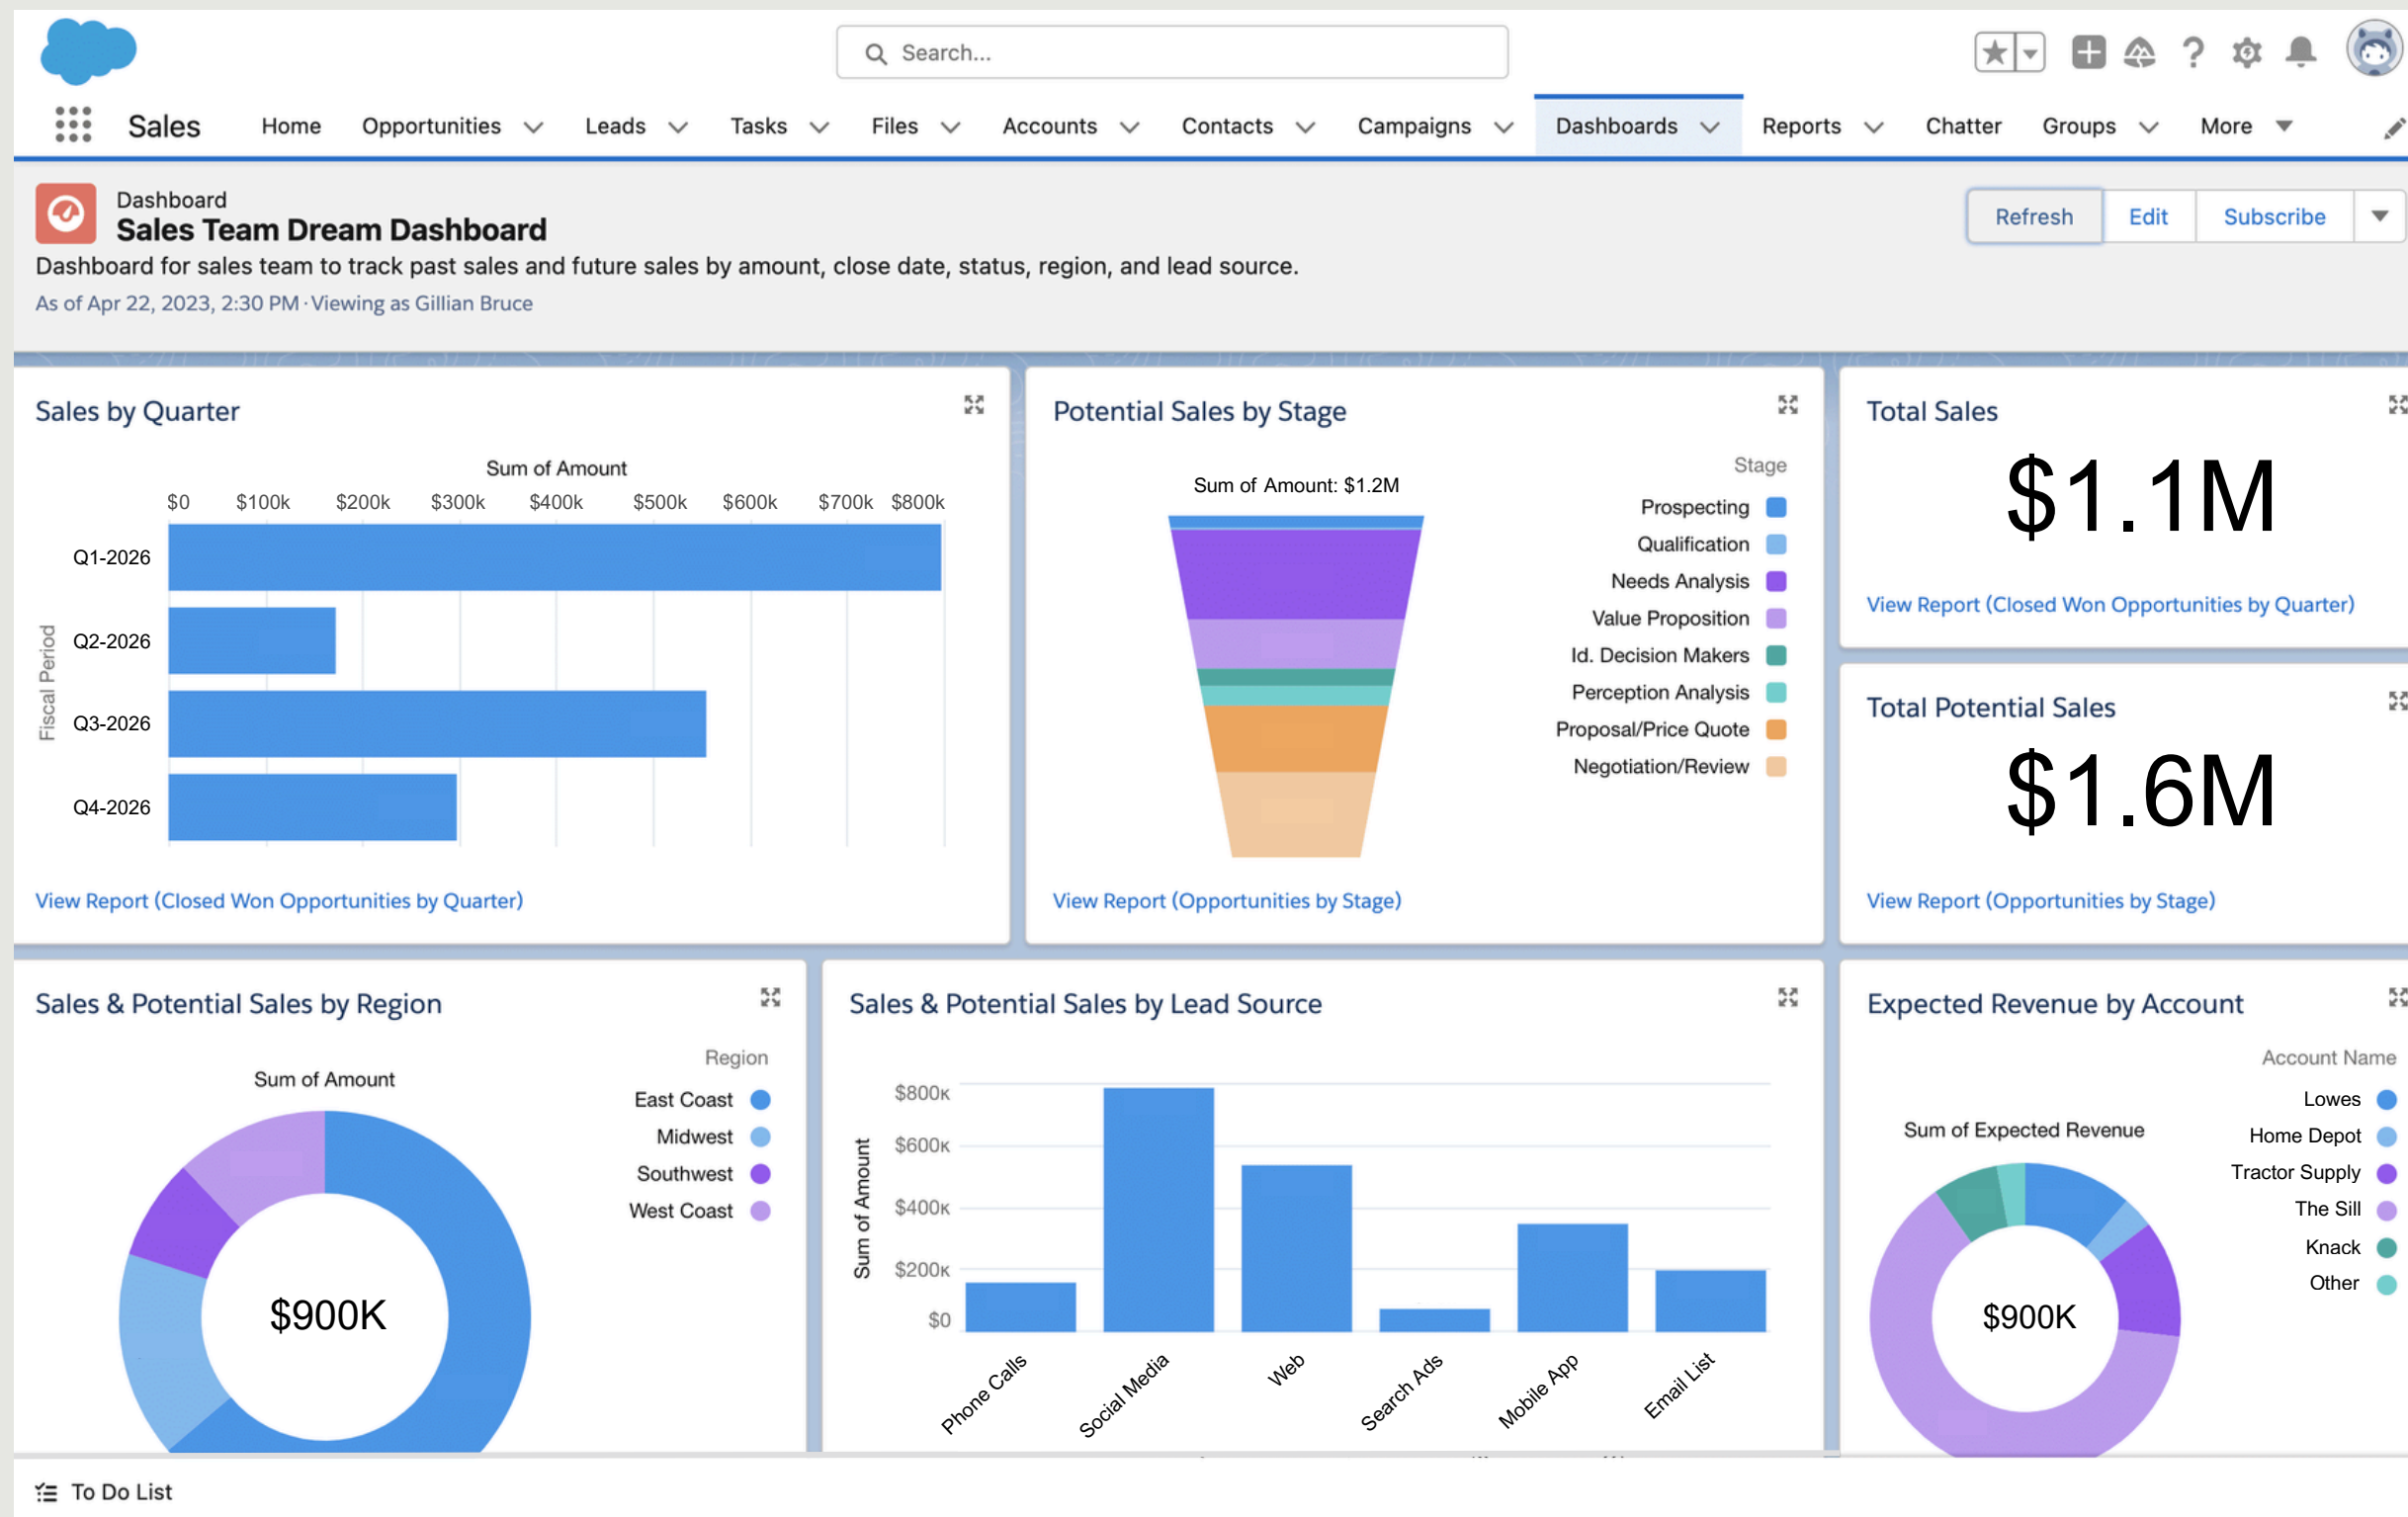 Search...
Sales Home Opportunities Leads Tasks Files Accounts Contacts Campaigns Dashboards Reports Chatter Groups More
Dashboard
Sales Team Dream Dashboard
Refresh Edit Subscribe
Dashboard for sales team to track past sales and future sales by amount, close date, status, region, and lead source.
As of Apr 22, 2023, 2:30 PM·Viewing as Gillian Bruce
Sales by Quarter
Sum of Amount
$0 $100k $200k $300k $400k $500k $600k $700k $800k
Fiscal Period
Q1-2026
Q2-2026
Q3-2026
Q4-2026
View Report (Closed Won Opportunities by Quarter)
Potential Sales by Stage
Sum of Amount: $1.2M
Stage
Prospecting
Qualification
Needs Analysis
Value Proposition
Id. Decision Makers
Perception Analysis
Proposal/Price Quote
Negotiation/Review
View Report (Opportunities by Stage)
Total Sales
$1.1M
View Report (Closed Won Opportunities by Quarter)
Total Potential Sales
$1.6M
View Report (Opportunities by Stage)
Sales & Potential Sales by Region
Sum of Amount
Region
East Coast
Midwest
Southwest
West Coast
$900K
Sales & Potential Sales by Lead Source
Sum of Amount
$800K
$600K
$400K
$200K
$0
Phone Calls
Social Media
Web
Search Ads
Mobile App
Email List
Expected Revenue by Account
Account Name
Sum of Expected Revenue
Lowes
Home Depot
Tractor Supply
The Sill
Knack
Other
$900K
To Do List